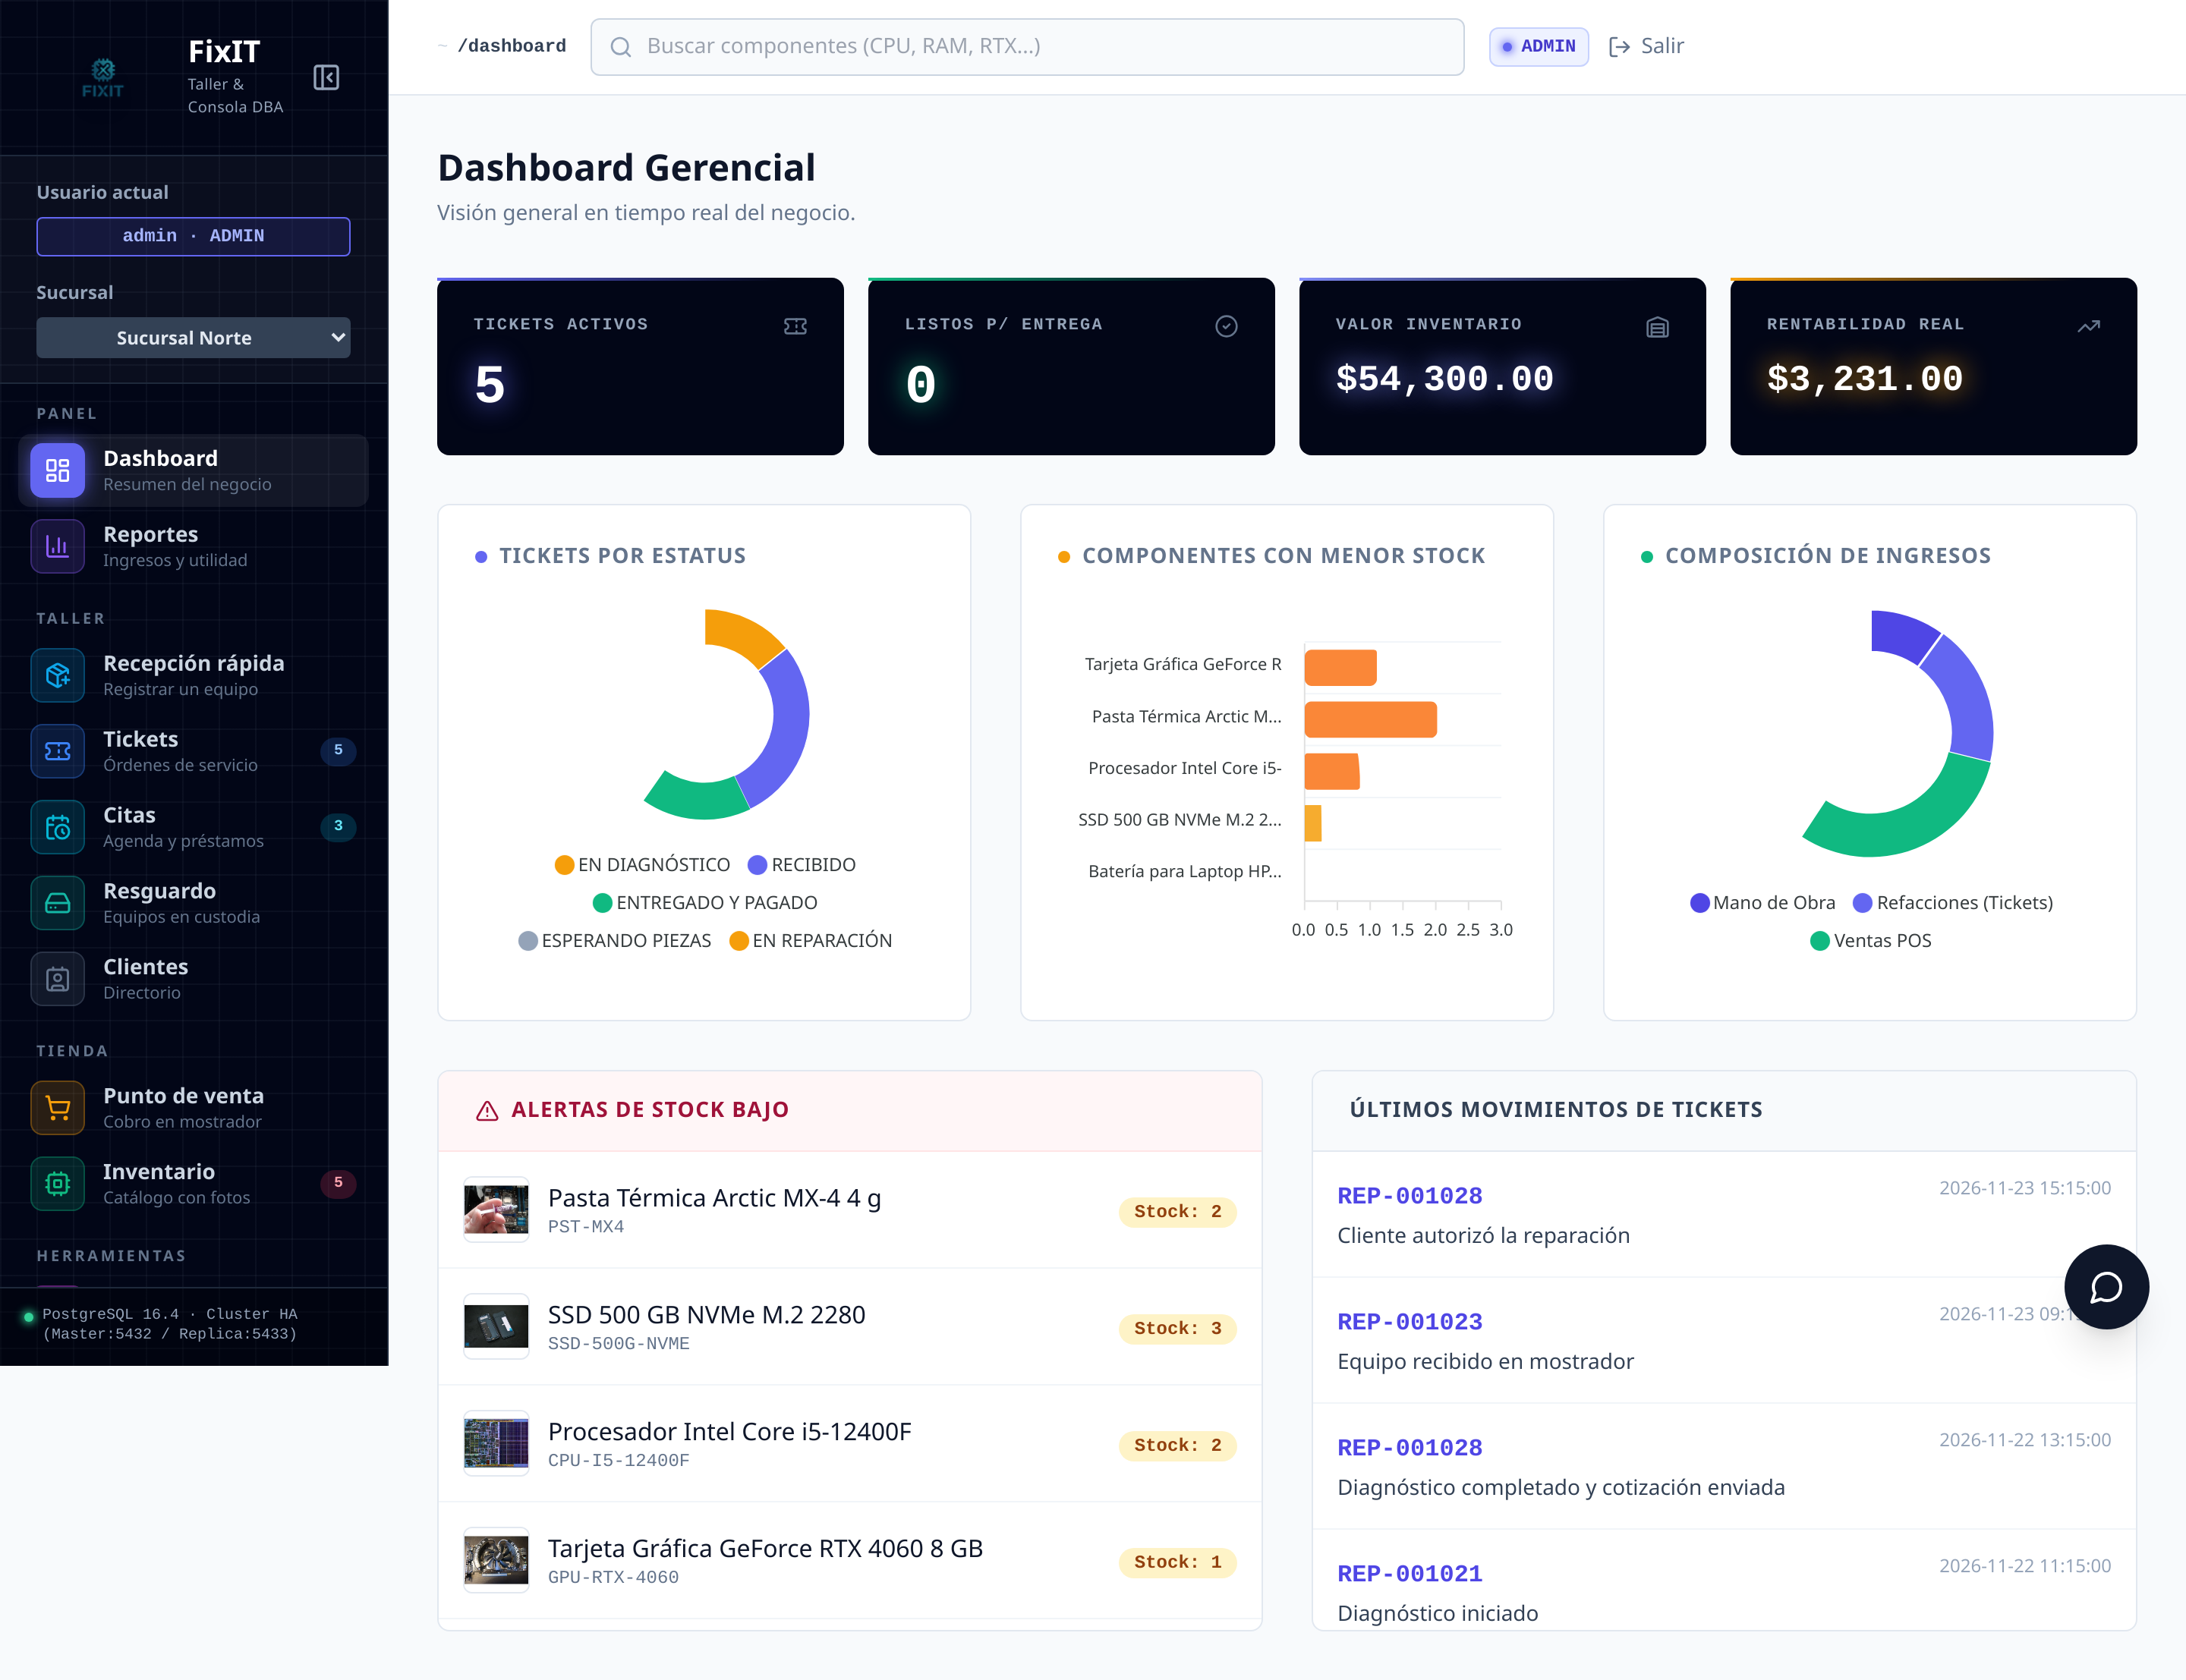 FixIT
Taller &
Consola DBA
FIXIT
Usuario actual
admin · ADMIN
Sucursal
Sucursal Norte
PANEL
Dashboard
Resumen del negocio
Reportes
Ingresos y utilidad
TALLER
Recepción rápida
Registrar un equipo
Tickets
Órdenes de servicio
5
Citas
Agenda y préstamos
3
Resguardo
Equipos en custodia
Clientes
Directorio
TIENDA
Punto de venta
Cobro en mostrador
Inventario
Catálogo con fotos
5
HERRAMIENTAS
PostgreSQL 16.4 · Cluster HA
(Master:5432 / Replica:5433)
~ /dashboard
Buscar componentes (CPU, RAM, RTX...)
ADMIN
Salir
Dashboard Gerencial
Visión general en tiempo real del negocio.
TICKETS ACTIVOS
5
LISTOS P/ ENTREGA
0
VALOR INVENTARIO
$54,300.00
RENTABILIDAD REAL
$3,231.00
TICKETS POR ESTATUS
EN DIAGNÓSTICO RECIBIDO
ENTREGADO Y PAGADO
ESPERANDO PIEZAS EN REPARACIÓN
COMPONENTES CON MENOR STOCK
Tarjeta Gráfica GeForce R
Pasta Térmica Arctic M...
Procesador Intel Core i5-
SSD 500 GB NVMe M.2 2...
Batería para Laptop HP...
0.0 0.5 1.0 1.5 2.0 2.5 3.0
COMPOSICIÓN DE INGRESOS
Mano de Obra Refacciones (Tickets)
Ventas POS
ALERTAS DE STOCK BAJO
Pasta Térmica Arctic MX-4 4 g
PST-MX4
Stock: 2
SSD 500 GB NVMe M.2 2280
SSD-500G-NVME
Stock: 3
Procesador Intel Core i5-12400F
CPU-I5-12400F
Stock: 2
Tarjeta Gráfica GeForce RTX 4060 8 GB
GPU-RTX-4060
Stock: 1
ÚLTIMOS MOVIMIENTOS DE TICKETS
REP-001028
2026-11-23 15:15:00
Cliente autorizó la reparación
REP-001023
2026-11-23
Equipo recibido en mostrador
REP-001028
2026-11-22 13:15:00
Diagnóstico completado y cotización enviada
REP-001021
2026-11-22 11:15:00
Diagnóstico iniciado